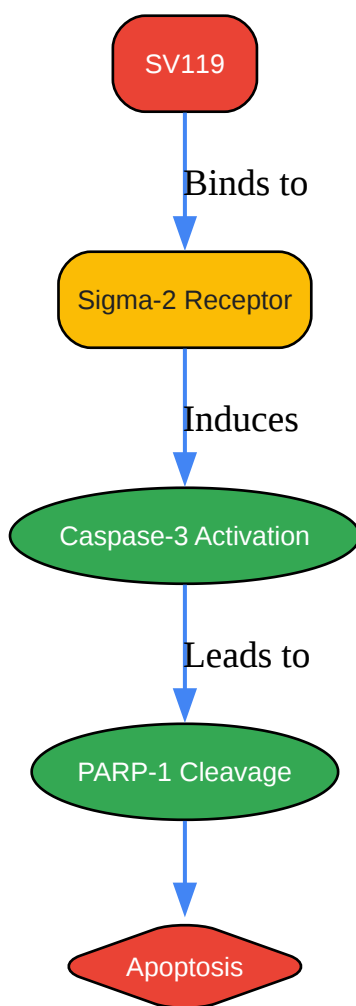 SV119
Binds to
Sigma-2 Receptor
Induces
Caspase-3 Activation
Leads to
PARP-1 Cleavage
Apoptosis